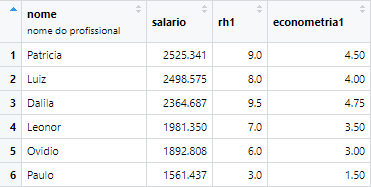 nome salario rh1 econometria1
nome do profissional
1 Patricia 2525.341 9.0 4.50
2 Luiz 2498.575 8.0 4.00
3 Dalila 2364.687 9.5 4.75
4 Leonor 1981.350 7.0 3.50
5 Ovidio 1892.808 6.0 3.00
6 Paulo 1561.437 3.0 1.50